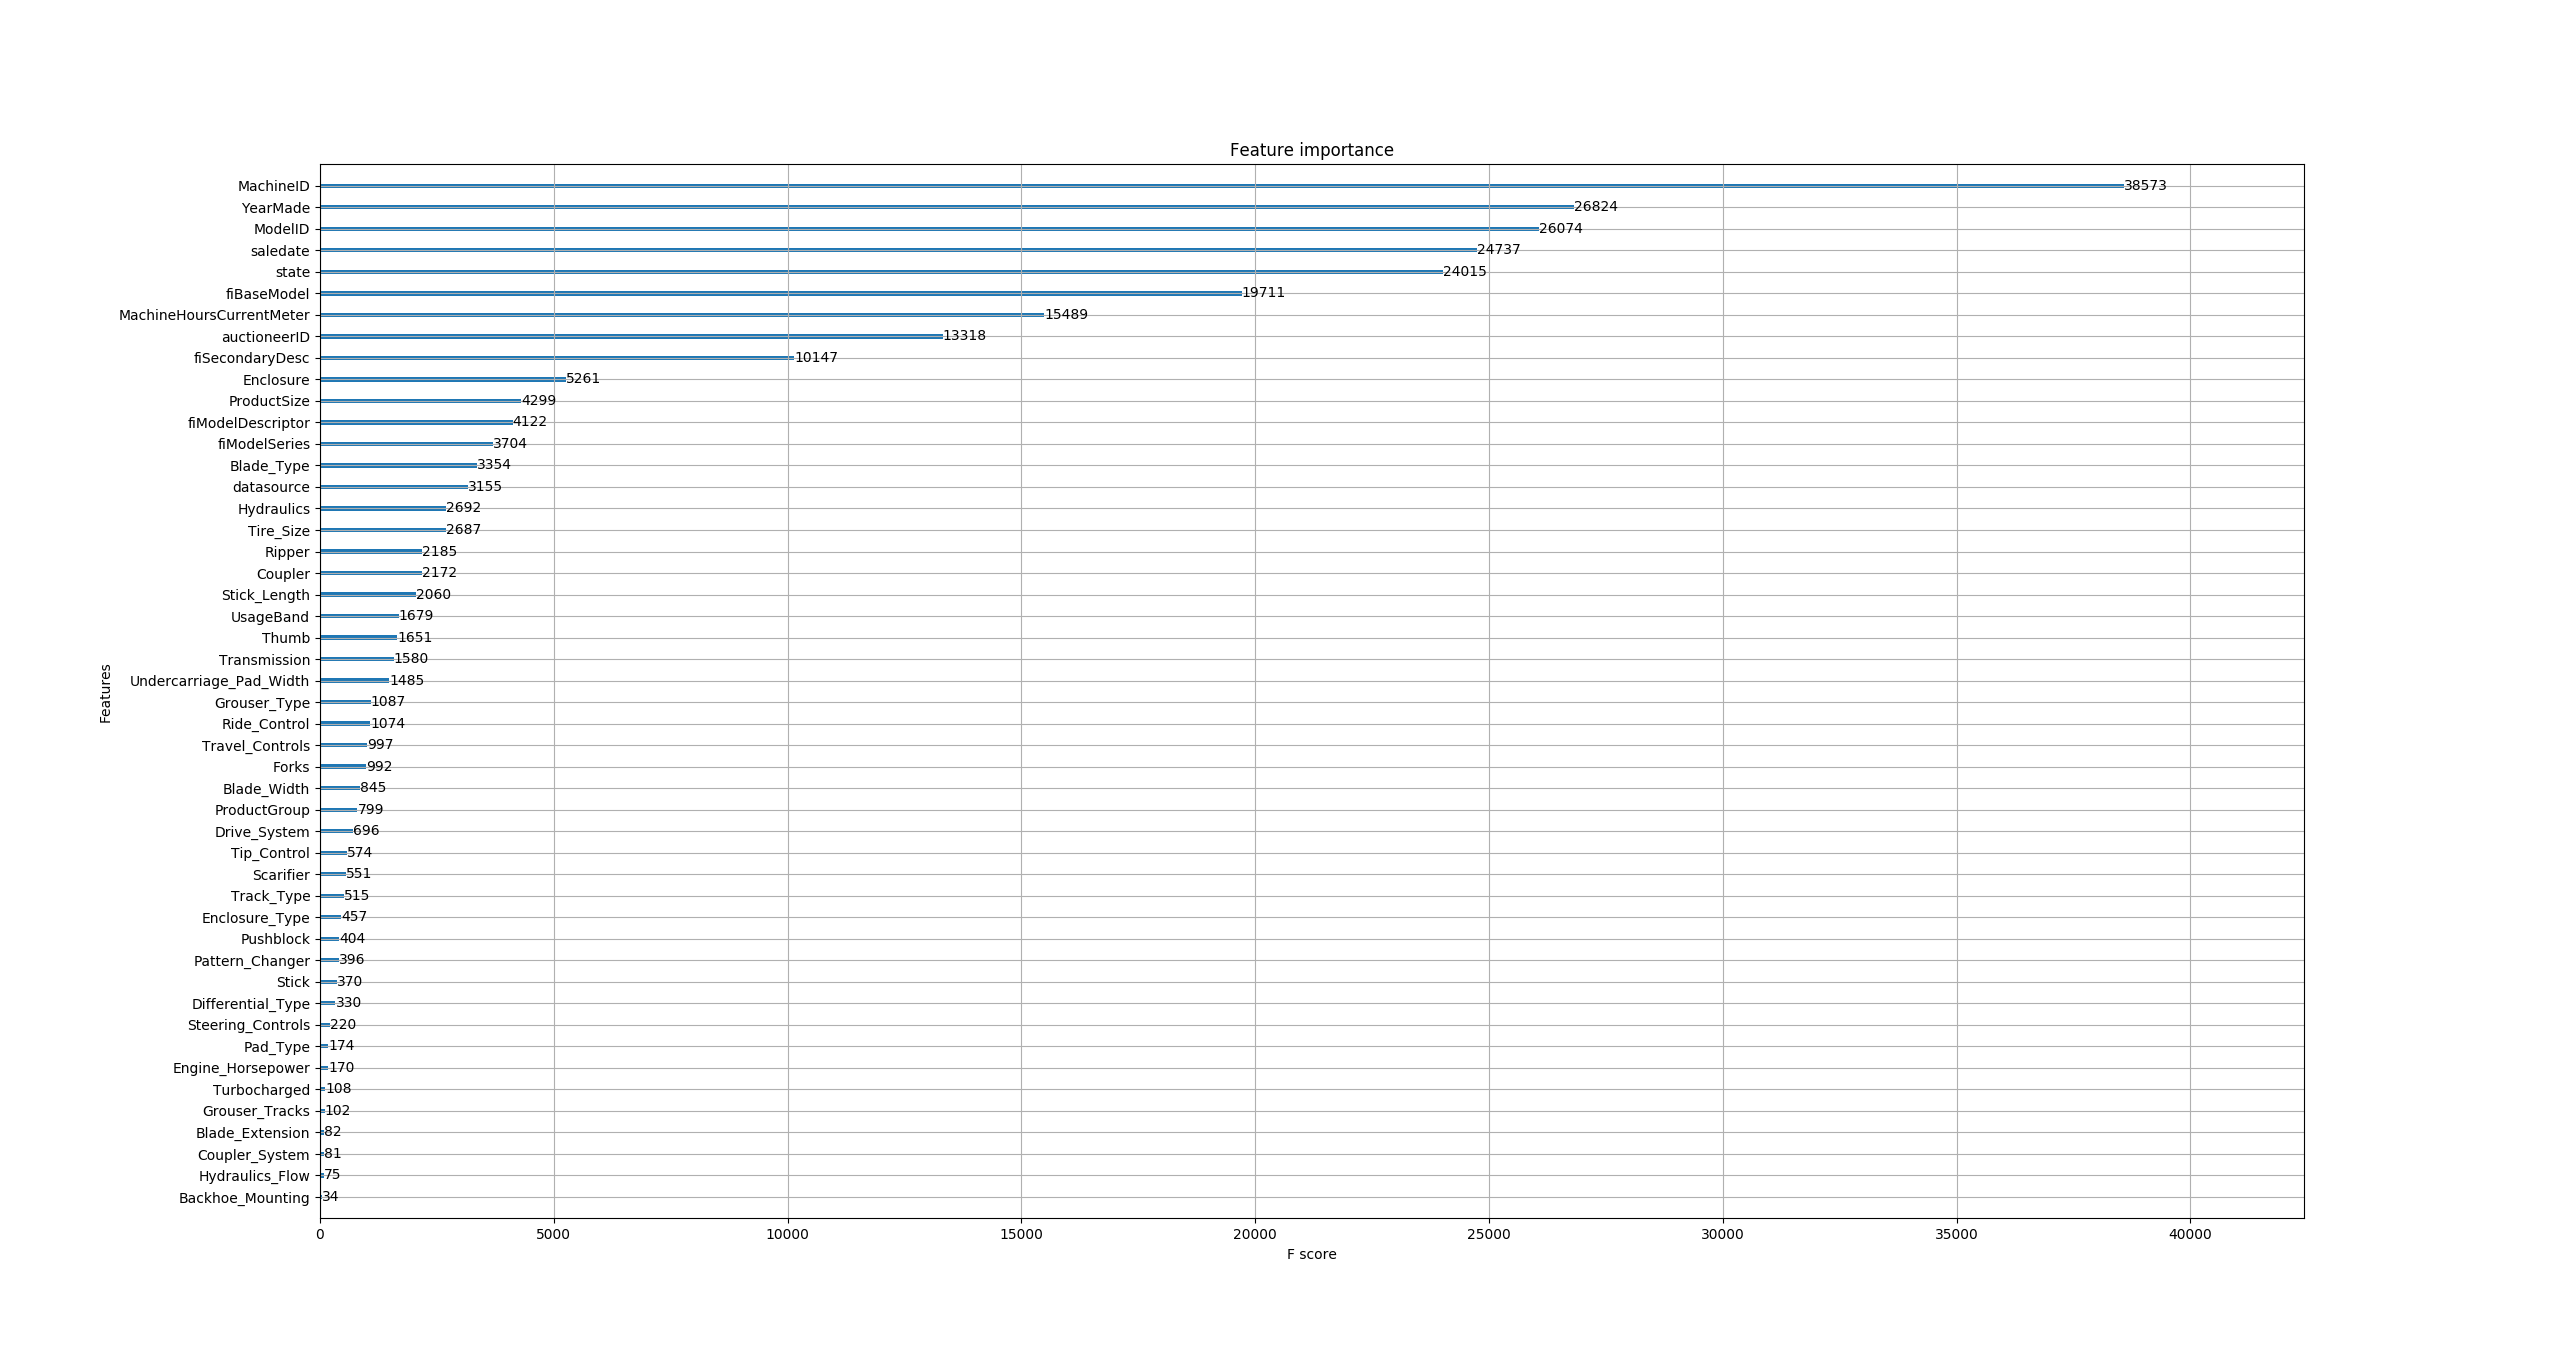 Feature importance
MachineID 38573
YearMade 26824
ModelID 26074
saledate 24737
state 24015
fiBaseModel 19711
MachineHoursCurrentMeter 15489
auctioneerID 13318
fiSecondaryDesc 10147
Enclosure 5261
ProductSize 4299
fiModelDescriptor 4122
fiModelSeries 3704
Blade_Type 3354
datasource 3155
Hydraulics 2692
Tire_Size 2687
Ripper 2185
Coupler 2172
Stick_Length 2060
UsageBand 1679
Thumb 1651
Transmission 1580
Undercarriage_Pad_Width 1485
Grouser_Type 1087
Ride_Control 1074
Travel_Controls 997
Forks 992
Blade_Width 845
ProductGroup 799
Drive_System 696
Tip_Control 574
Scarifier 551
Track_Type 515
Enclosure_Type 457
Pushblock 404
Pattern_Changer 396
Stick 370
Differential_Type 330
Steering_Controls 220
Pad_Type 174
Engine_Horsepower 170
Turbocharged 108
Grouser_Tracks 102
Blade_Extension 82
Coupler_System 81
Hydraulics_Flow 75
Backhoe_Mounting 34
Features
0 5000 10000 15000 20000 25000 30000 35000 40000
F score